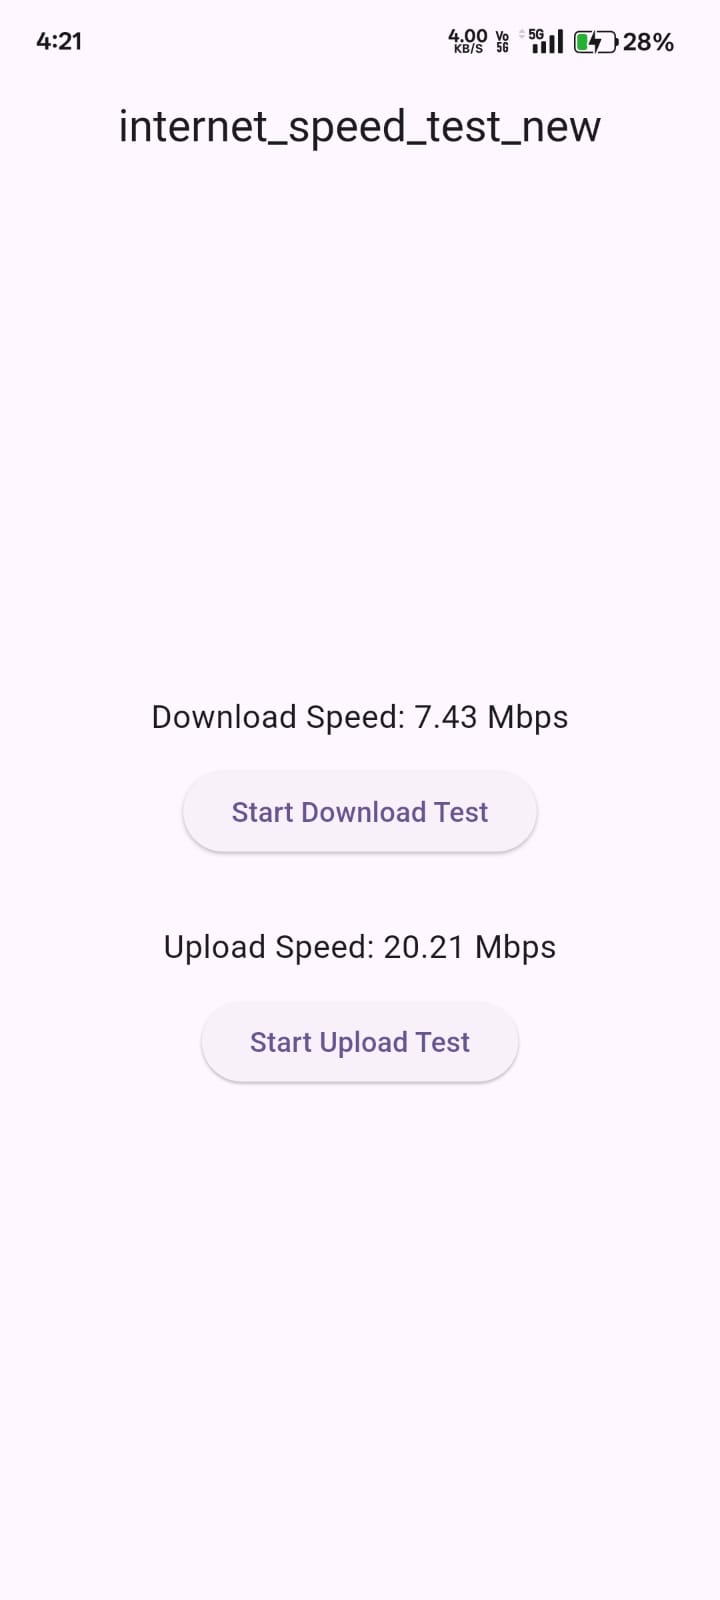 4:21
4.00 KB/S Vo 5G 5G 28%
internet_speed_test_new
Download Speed: 7.43 Mbps
Start Download Test
Upload Speed: 20.21 Mbps
Start Upload Test